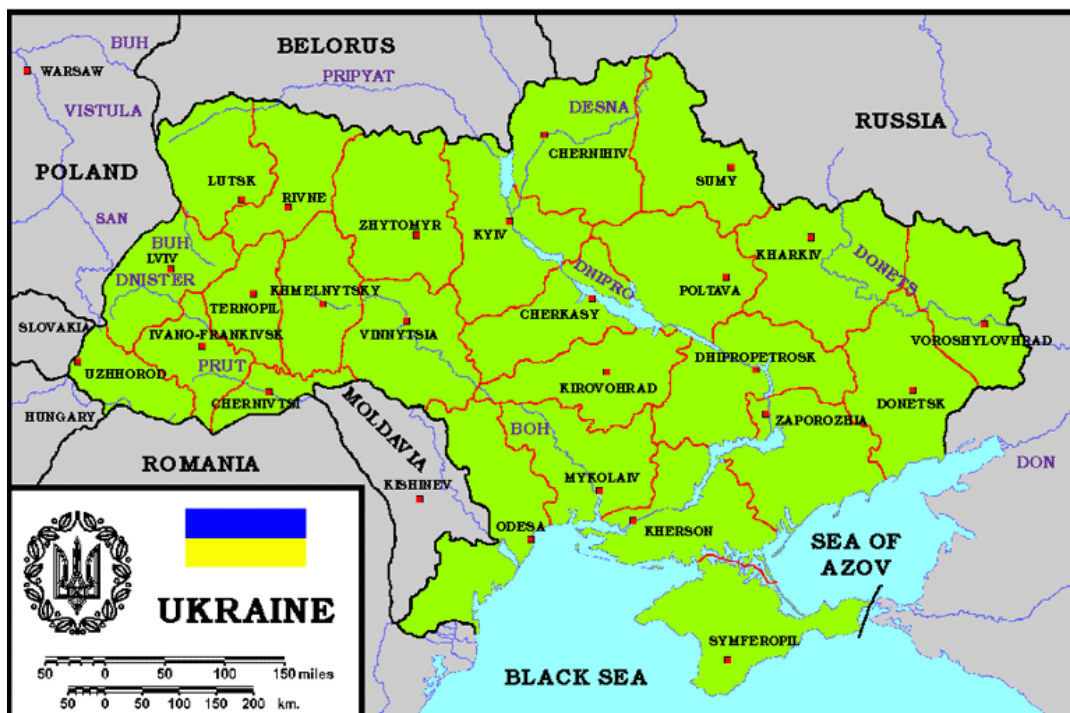 BUH
BELORUS
WARSAW
PRIPYAT
VISTULA
DESNA
RUSSIA
CHERNIHIV
POLAND
SUMY
LUTSK
RIVNE
SAN
ZHYTOMYR
KYIV
BUH
LVIV
KHARKIV
DONETS
DNISTER
DNIPRO
KHMELNYTSKY
POLTAVA
TERNOPIL
CHERKASY
SLOVAKIA
IVANO-FRANKIVSK
VINNYTSIA
VOROSHYLOVHRAD
UZHHOROD
PRUT
DHIPROPETROSK
KIROVOHRAD
CHERNIVTSI
DONETSK
HUNGARY
MOLDAVIA
ZAPOROZHIA
BOH
ROMANIA
DON
MYKOLAIV
KISHINEV
ODESA
KHERSON
SEA OF
AZOV
UKRAINE
SYMFEROPIL
BLACK SEA
50 0 50 100 150 miles
50 0 50 100 150 200 km.